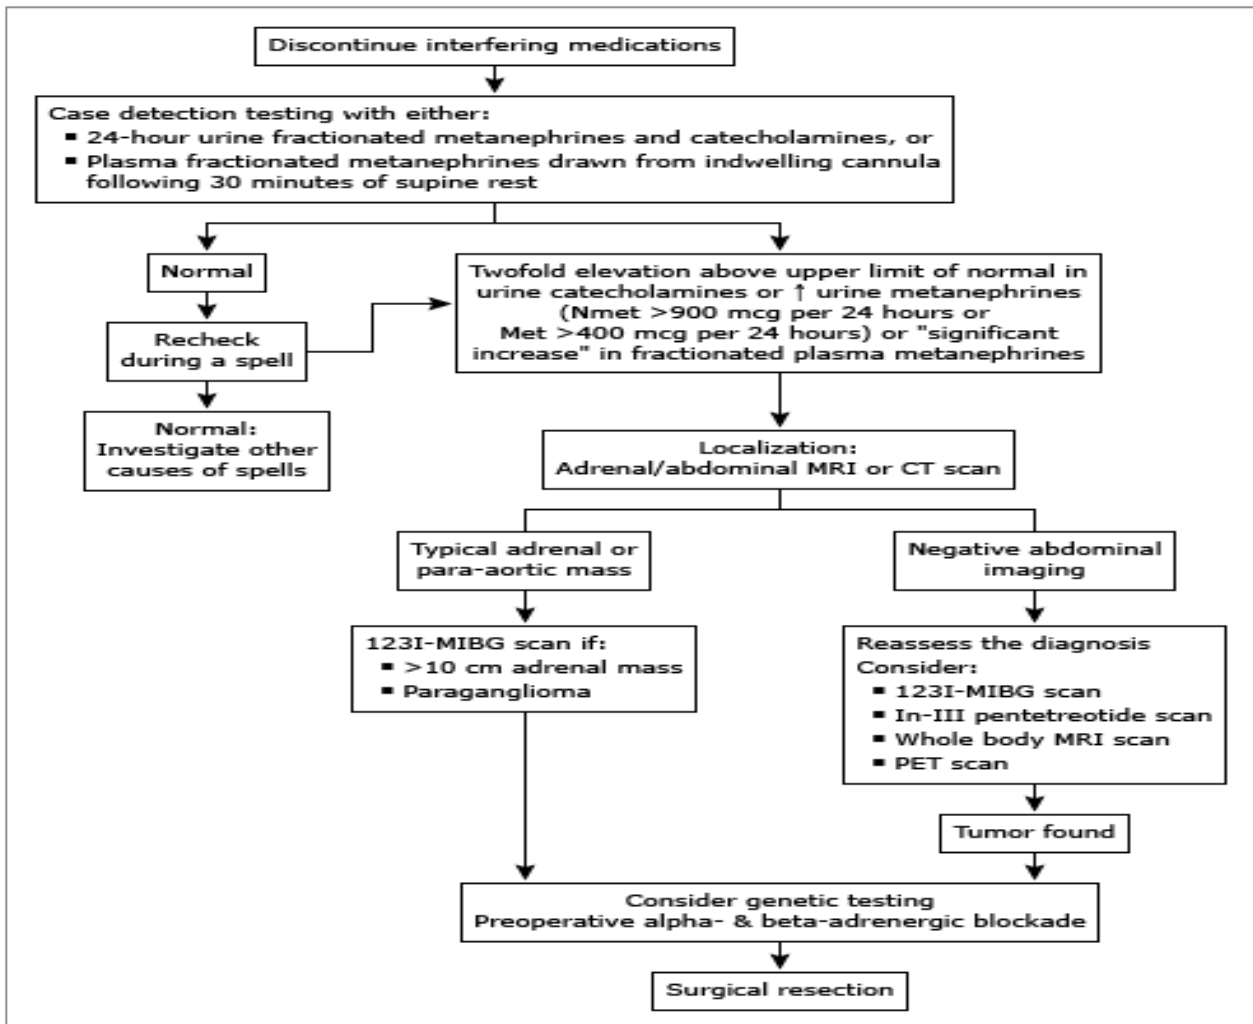 Discontinue interfering medications
Case detection testing with either:
▪ 24-hour urine fractionated metanephrines and catecholamines, or
▪ Plasma fractionated metanephrines drawn from indwelling cannula
following 30 minutes of supine rest
Normal
Twofold elevation above upper limit of normal in
urine catecholamines or ↑ urine metanephrines
(Nmet >900 mcg per 24 hours or
Met >400 mcg per 24 hours) or "significant
increase" in fractionated plasma metanephrines
Recheck
during a spell
Normal:
Investigate other
causes of spells
Localization:
Adrenal/abdominal MRI or CT scan
Typical adrenal or
para-aortic mass
Negative abdominal
imaging
123I-MIBG scan if:
▪ >10 cm adrenal mass
▪ Paraganglioma
Reassess the diagnosis
Consider:
▪ 123I-MIBG scan
▪ In-III pentetreotide scan
▪ Whole body MRI scan
▪ PET scan
Tumor found
Consider genetic testing
Preoperative alpha- & beta-adrenergic blockade
Surgical resection